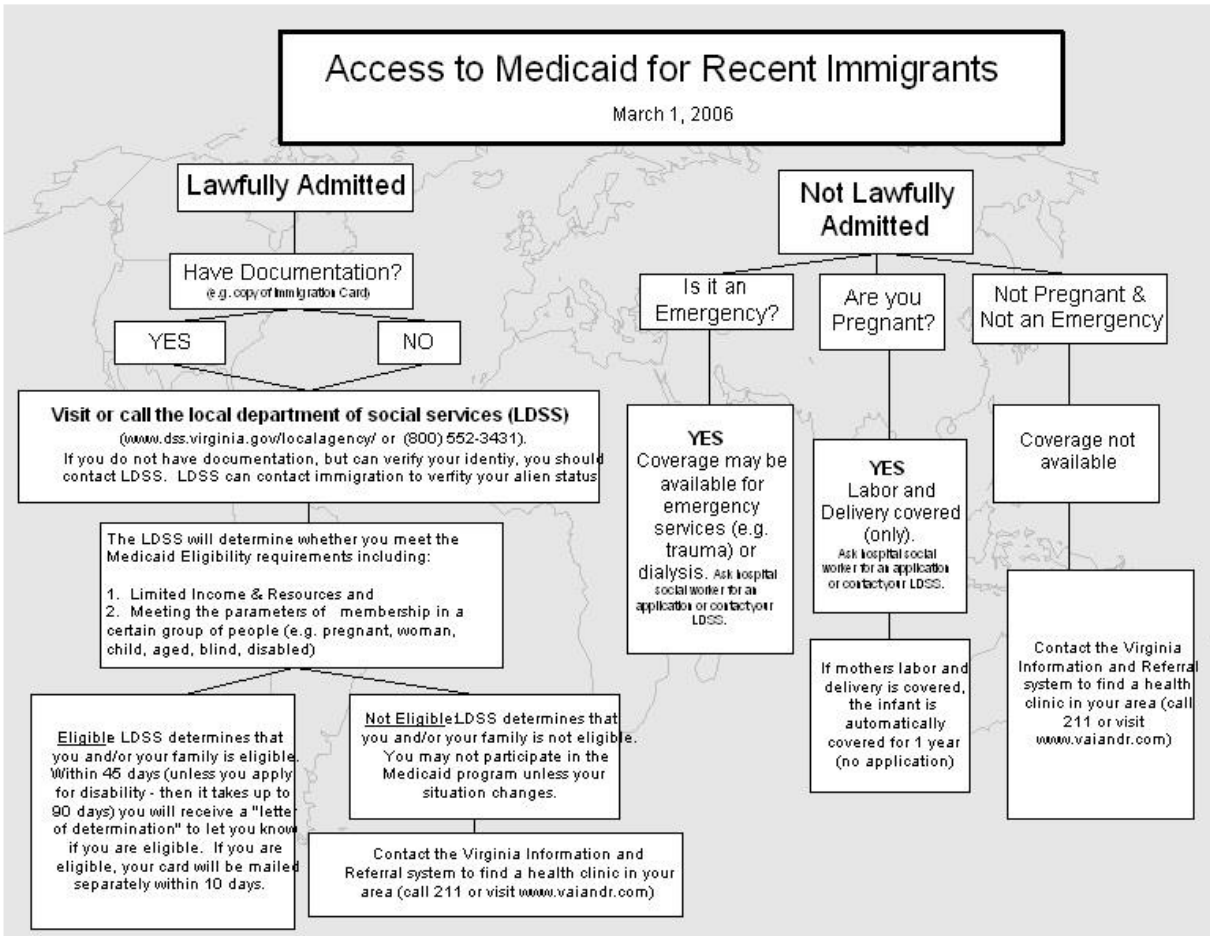 Access to Medicaid for Recent Immigrants
March 1, 2006
Lawfully Admitted
Have Documentation?
(e.g. copy of Immigration Card)
YES
NO
Visit or call the local department of social services (LDSS)
(www.dss.virginia.gov/localagency/ or (800) 552-3431).
If you do not have documentation, but can verify your identiy, you should
contact LDSS. LDSS can contact immigration to verfity your alien status
The LDSS will determine whether you meet the
Medicaid Eligibility requirements including:
1. Limited Income & Resources and
2. Meeting the parameters of membership in a
certain group of people (e.g. pregnant, woman,
child, aged, blind, disabled)
Eligible LDSS determines that
you and/or your family is eligible.
Within 45 days (unless you apply
for disability - then it takes up to
90 days) you will receive a "letter
of determination" to let you know
if you are eligible. If you are
eligible, your card will be mailed
separately within 10 days.
Not Eligible:LDSS determines that
you and/or your family is not eligible.
You may not participate in the
Medicaid program unless your
situation changes.
Contact the Virginia Information and
Referral system to find a health clinic in your
area (call 211 or visit www.vaiandr.com)
Not Lawfully
Admitted
Is it an
Emergency?
YES
Coverage may be
available for
emergency
services (e.g.
trauma) or
dialysis. Ask hospital
social worker for an
application or contact your
LDSS.
Are you
Pregnant?
YES
Labor and
Delivery covered
(only).
Ask hospital social
worker for an application
or contact your LDSS.
If mothers labor and
delivery is covered,
the infant is
automatically
covered for 1 year
(no application)
Not Pregnant &
Not an Emergency
Coverage not
available
Contact the Virginia
Information and Referral
system to find a health
clinic in your area (call
211 or visit
www.vaiandr.com)